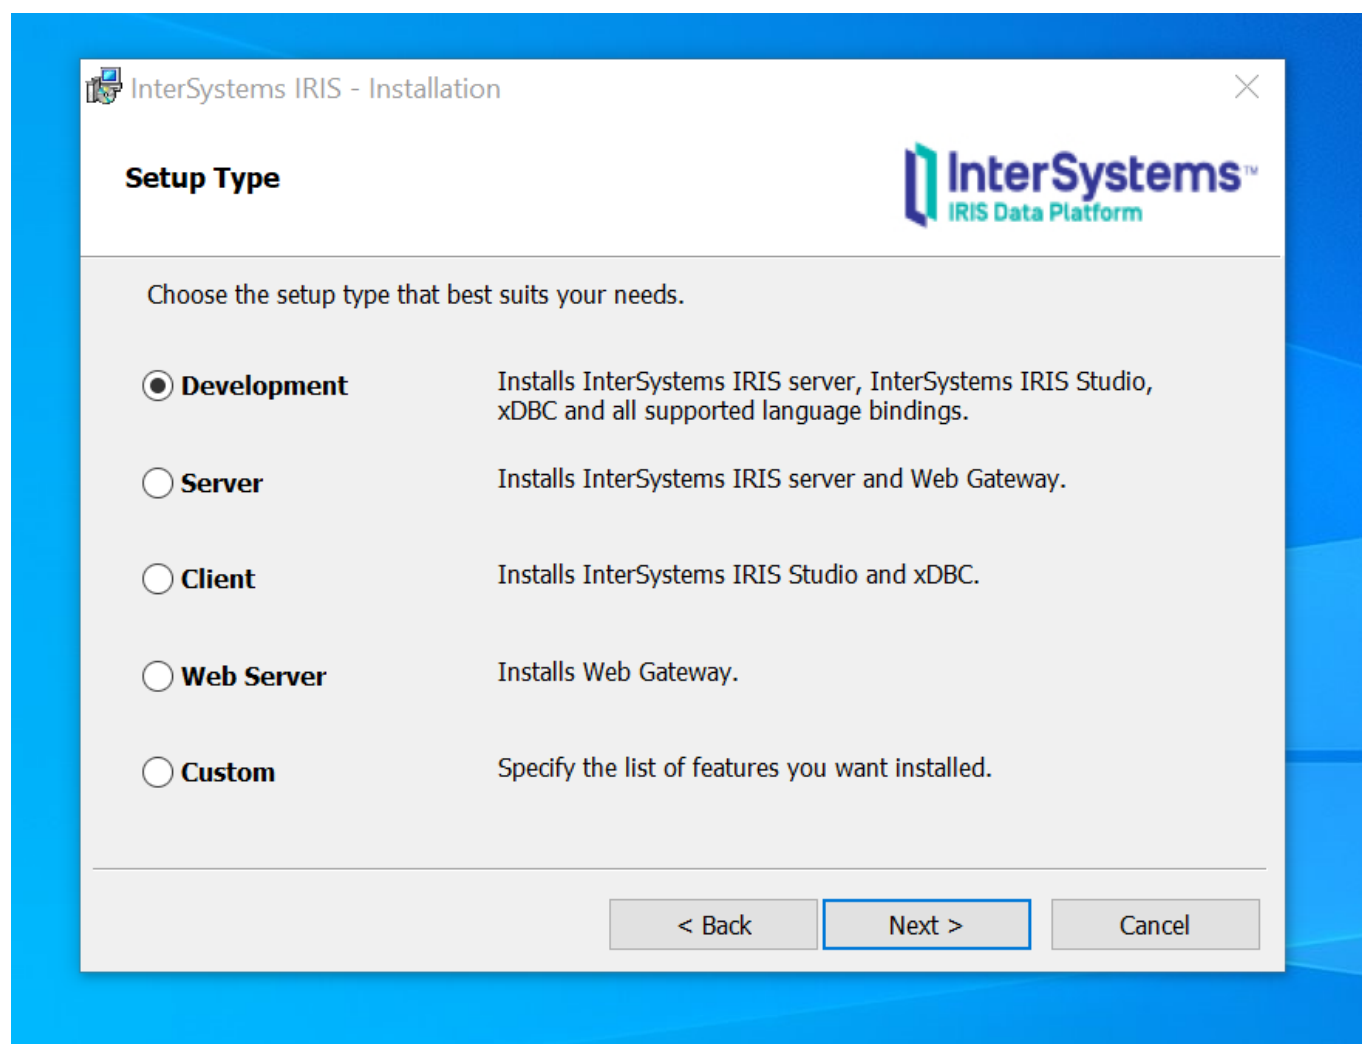 InterSystems IRIS - Installation
Setup Type
InterSystems™
IRIS Data Platform
Choose the setup type that best suits your needs.
Development
Installs InterSystems IRIS server, InterSystems IRIS Studio,
xDBC and all supported language bindings.
Server
Installs InterSystems IRIS server and Web Gateway.
Client
Installs InterSystems IRIS Studio and xDBC.
Web Server
Installs Web Gateway.
Custom
Specify the list of features you want installed.
< Back
Next >
Cancel